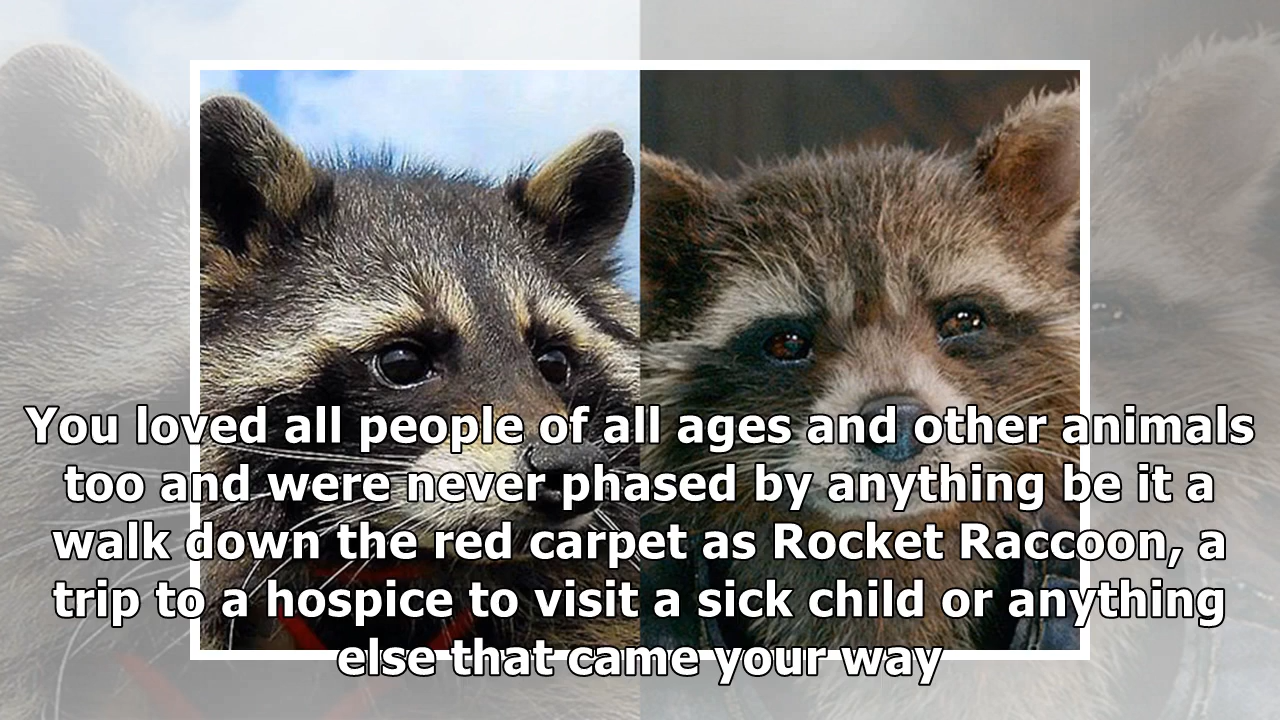 You loved all people of all ages and other animals
too and were never phased by anything be it a
walk down the red carpet as Rocket Raccoon, a
trip to a hospice to visit a sick child or anything
else that came your way